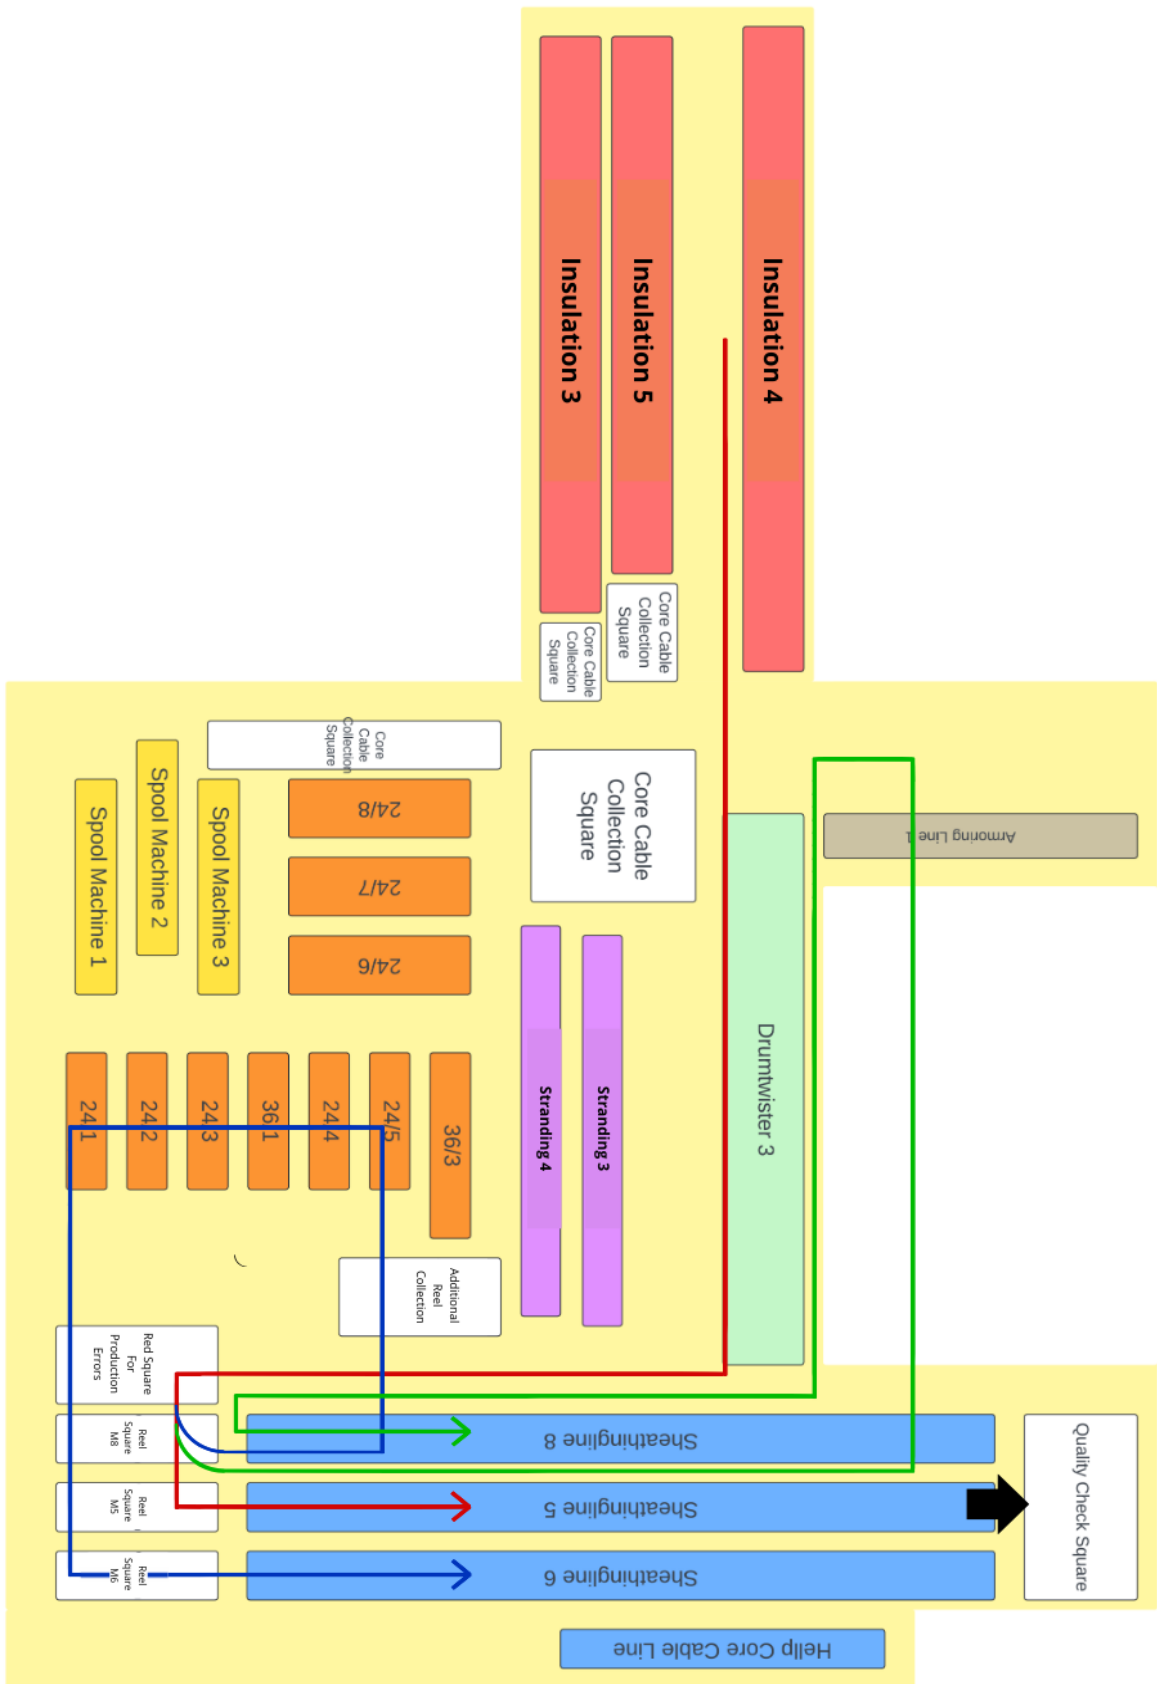 Insulation 3
Insulation 5
Insulation 4
Core Cable
Collection
Square
Core Cable
Collection
Square
Core
Cable
Collection
Square
Core Cable
Collection
Square
Spool Machine 1
Spool Machine 2
Spool Machine 3
24/8
24/7
24/6
Armoring Line 1
Drumtwister 3
Stranding 4
Stranding 3
24/1
24/2
24/3
36/1
24/4
24/5
36/3
Additional
Reel
Collection
Red Square
For
Production
Errors
Reel
Square
M8
Reel
Square
M5
Reel
Square
M6
Sheathingline 8
Sheathingline 5
Sheathingline 6
Quality Check Square
Hellp Core Cable Line